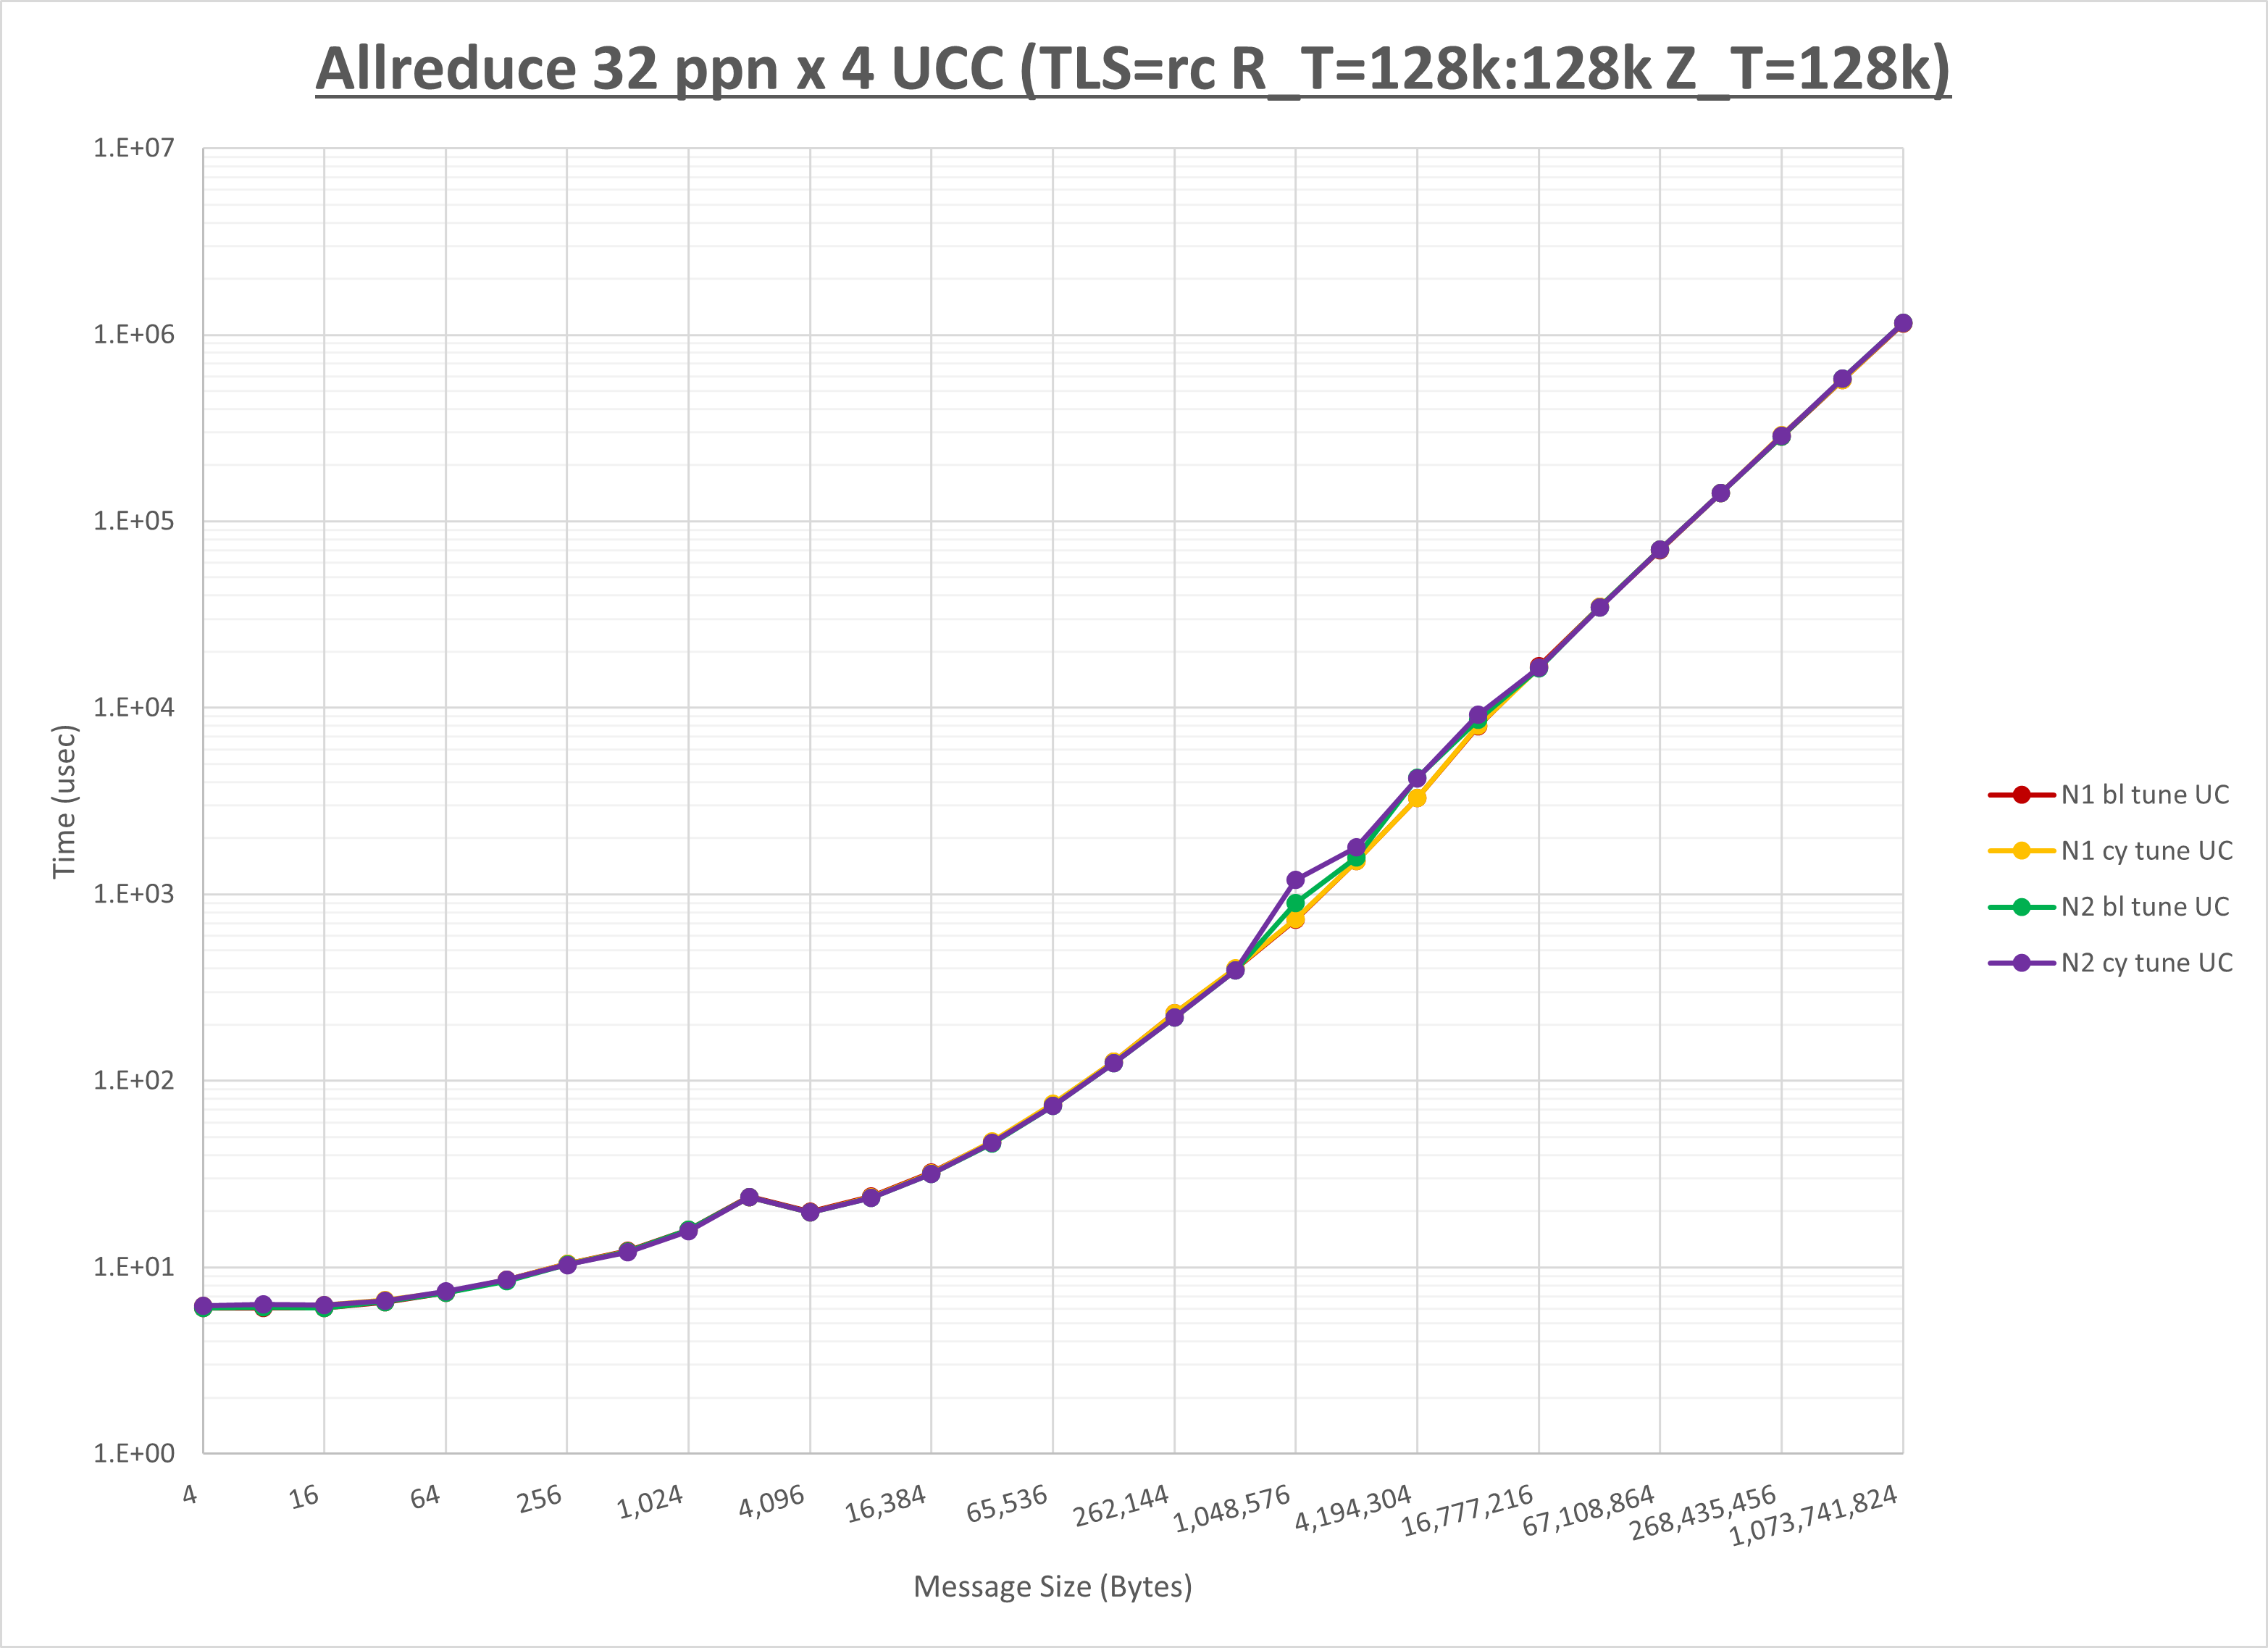 Allreduce 32 ppn x 4 UCC (TLS=rc R_T=128k:128k Z_T=128k)
1.E+07
1.E+06
1.E+05
1.E+04
1.E+03
1.E+02
1.E+01
1.E+00
Time (usec)
4
16
64
256
1,024
4,096
16,384
65,536
262,144
1,048,576
4,194,304
16,777,216
67,108,864
268,435,456
1,073,741,824
Message Size (Bytes)
N1 bl tune UC
N1 cy tune UC
N2 bl tune UC
N2 cy tune UC